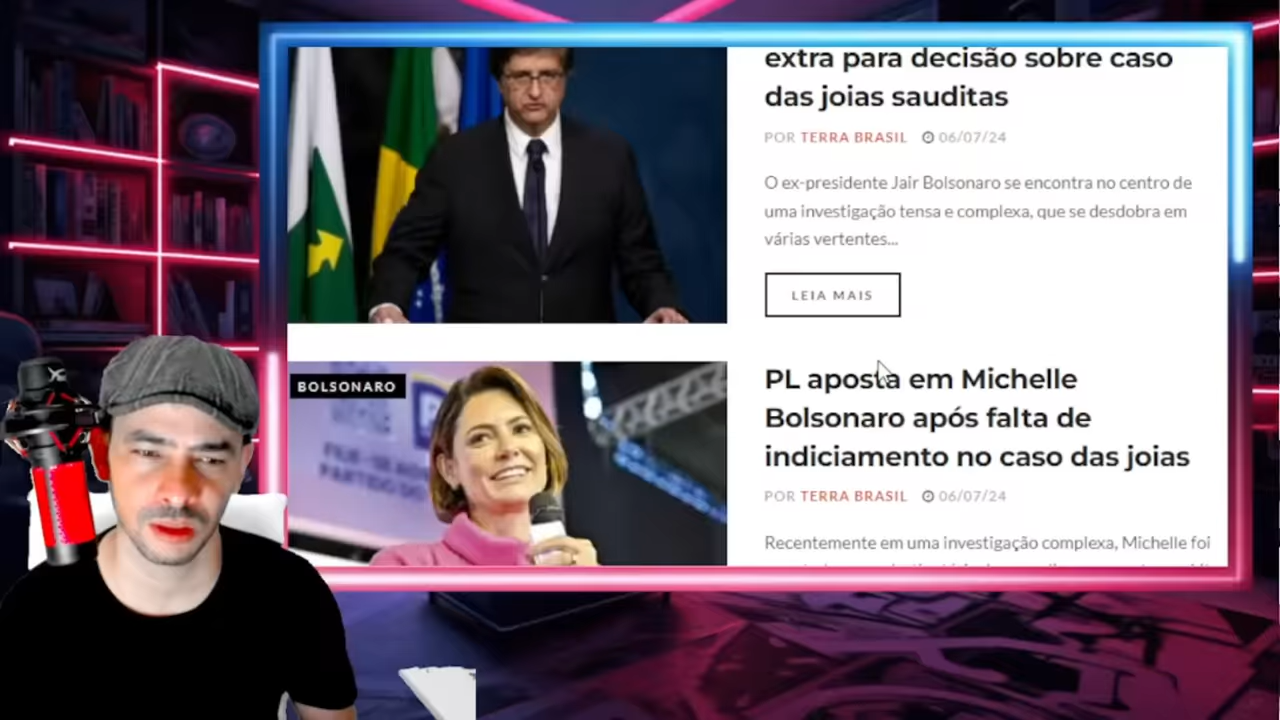 extra para decisão sobre caso
das joias sauditas
POR TERRA BRASIL 06/07/24
O ex-presidente Jair Bolsonaro se encontra no centro de
uma investigação tensa e complexa, que se desdobra em
várias vertentes...
LEIA MAIS
BOLSONARO
PL aposta em Michelle
Bolsonaro após falta de
indiciamento no caso das joias
POR TERRA BRASIL 06/07/24
Recentemente em uma investigação complexa, Michelle foi